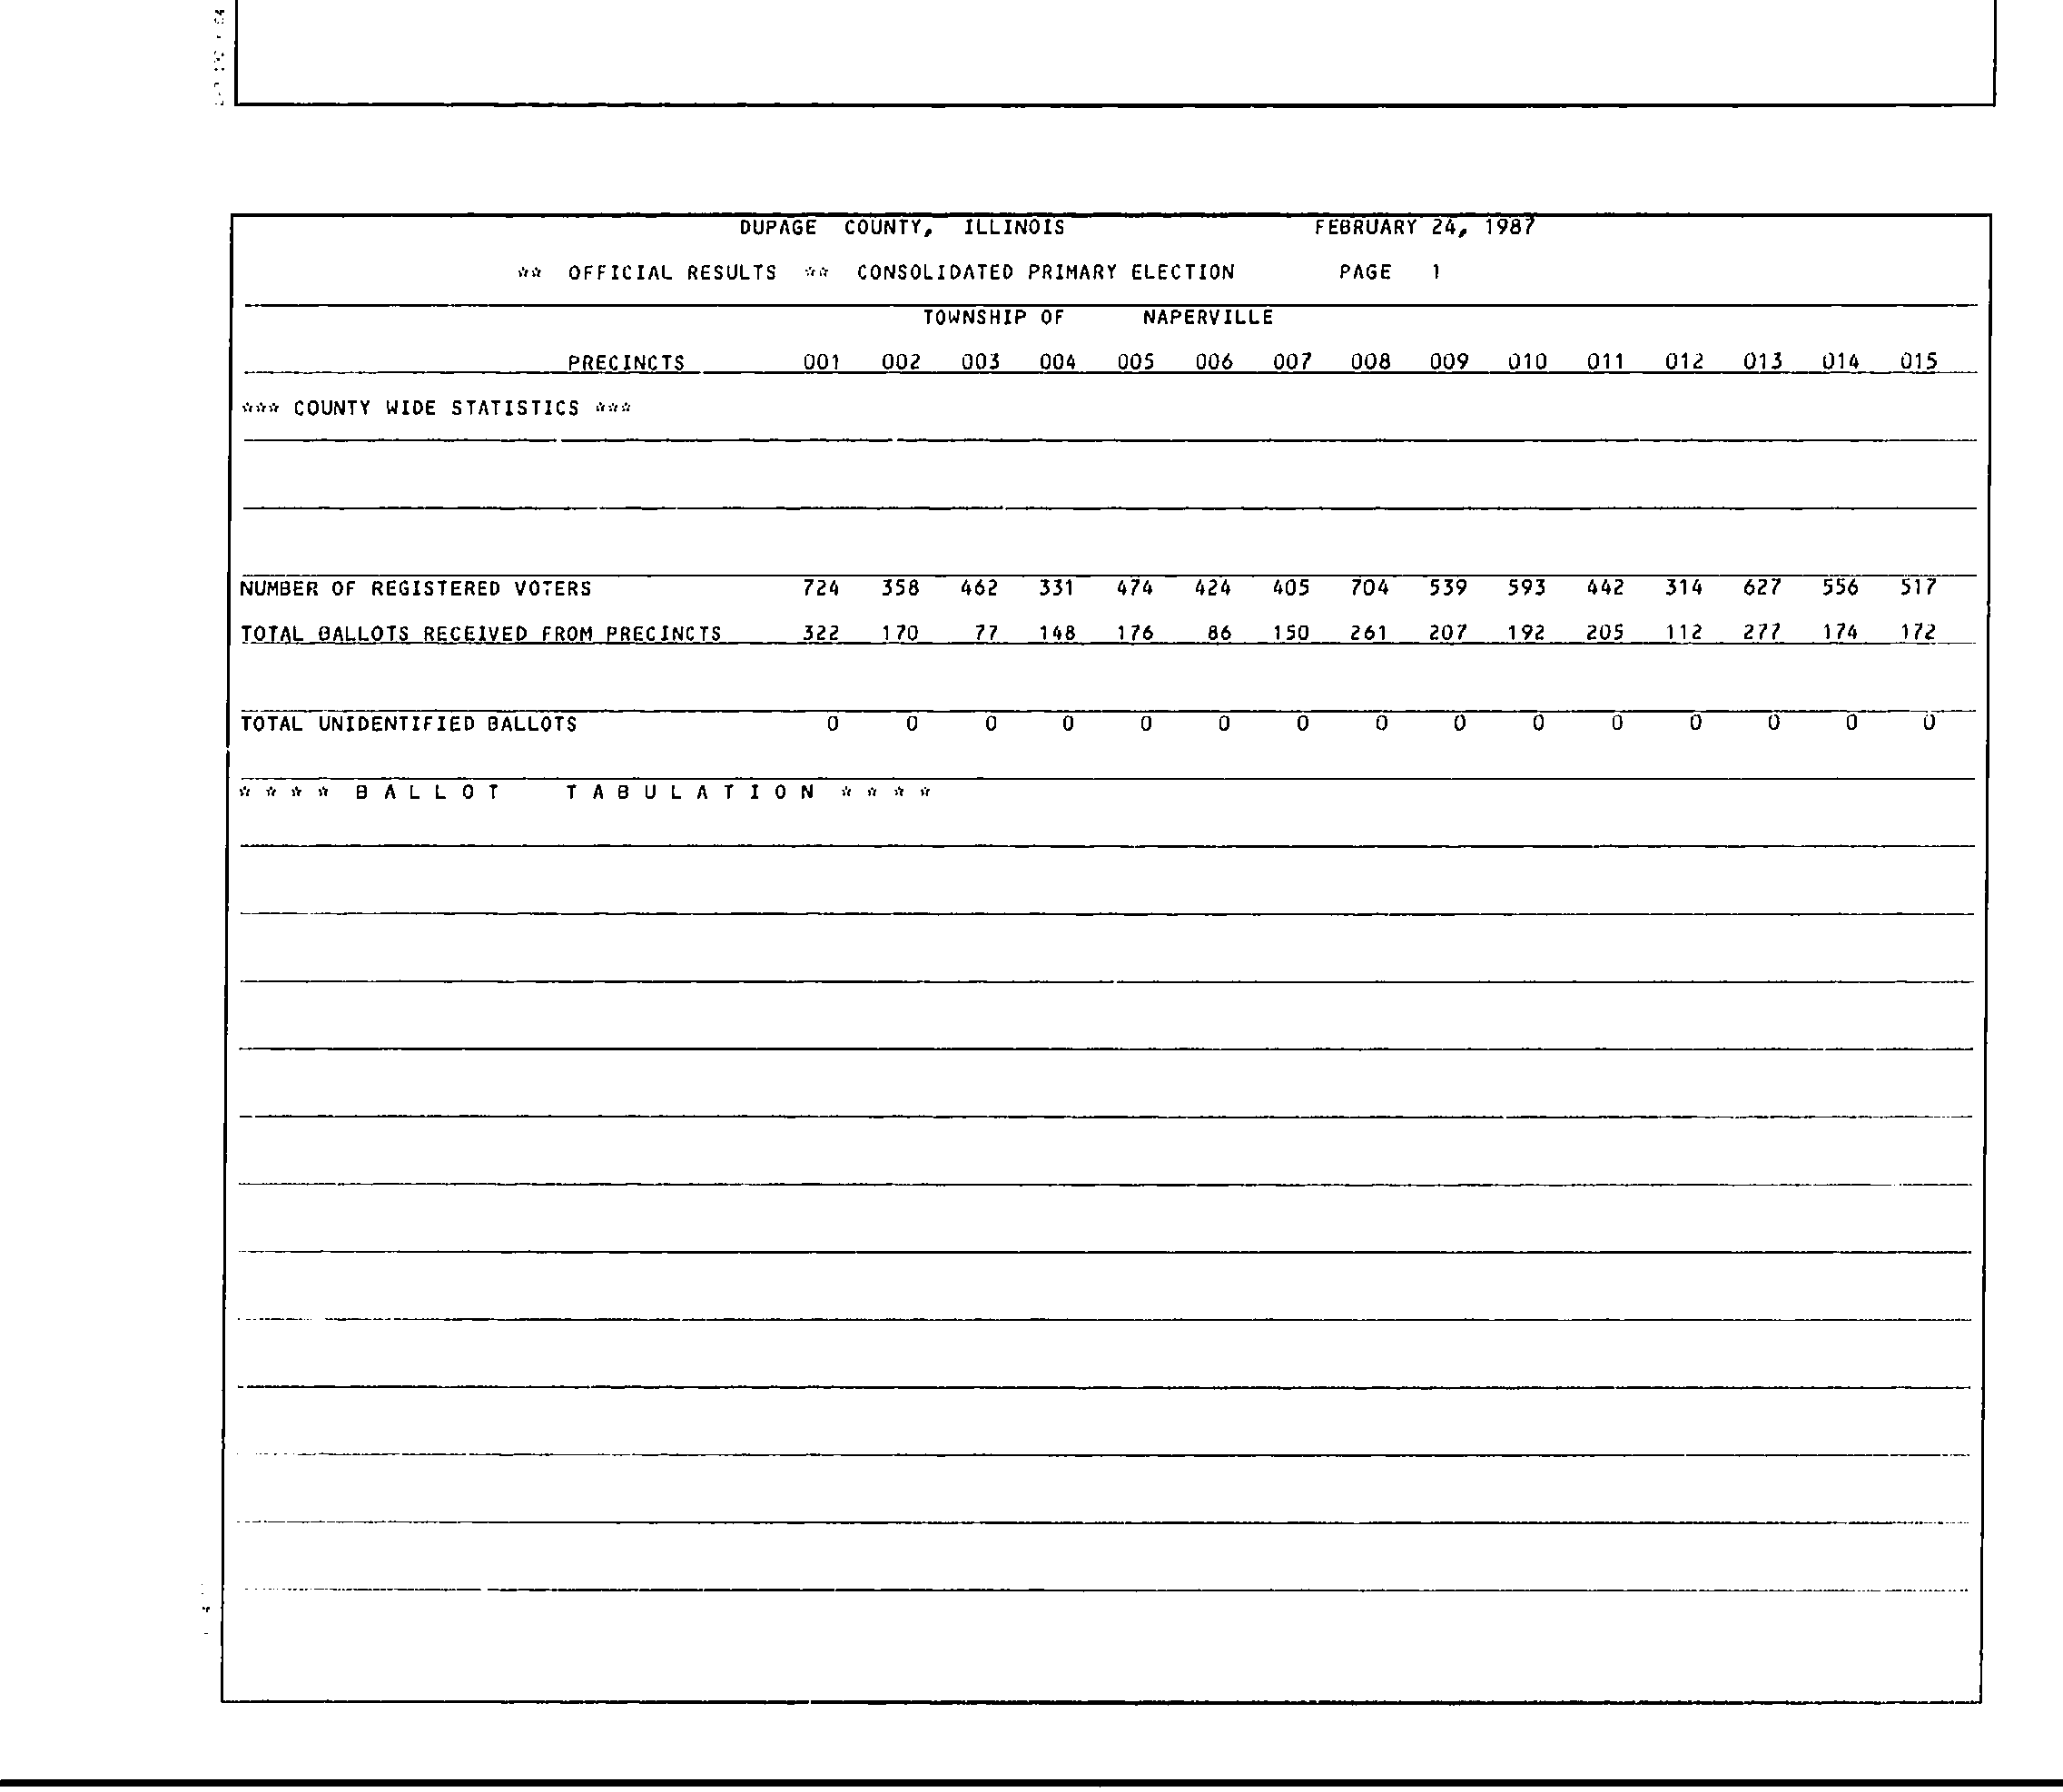 DUPAGE COUNTY, ILLINOIS FEBRUARY 24, 1987
** OFFICIAL RESULTS ** CONSOLIDATED PRIMARY ELECTION PAGE 1
TOWNSHIP OF NAPERVILLE
PRECINCTS 001 002 003 004 005 006 007 008 009 010 011 012 013 014 015
*** COUNTY WIDE STATISTICS ***
NUMBER OF REGISTERED VOTERS 724 358 462 331 474 424 405 704 539 593 442 314 627 556 517
TOTAL BALLOTS RECEIVED FROM PRECINCTS 322 170 77 148 176 86 150 261 207 192 205 112 277 174 172
TOTAL UNIDENTIFIED BALLOTS 0 0 0 0 0 0 0 0 0 0 0 0 0 0 0
* * * * B A L L O T T A B U L A T I O N * * * *